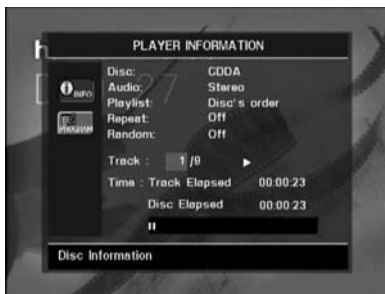 PLAYER INFORMATION
Disc: CDDA
INFO Audio: Stereo
Playlist: Disc's order
PROGRAM Repeat: Off
Random: Off
Track : 1 /9
Time : Track Elapsed 00:00:23
Disc Elapsed 00:00:23
Disc Information